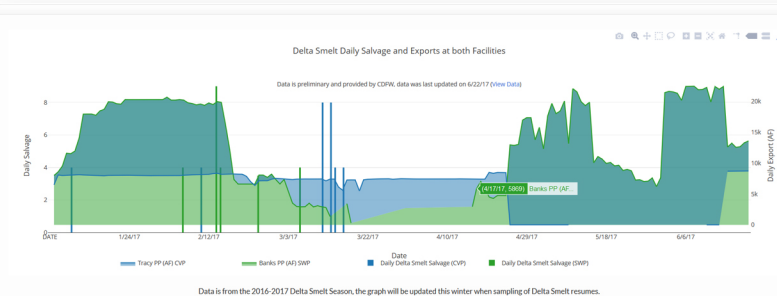 Delta Smelt Daily Salvage and Exports at both Facilities
Data is preliminary and provided by CDFW, data was last updated on 6/22/17 (View Data)
8
6
4
2
0
Daily Salvage
20k
15k
10k
5k
0
Daily Export (AF)
(4/17/17, 5869) Banks PP (AF...
DATE 1/24/17 2/12/17 3/3/17 3/22/17 4/10/17 4/29/17 5/18/17 6/6/17
Date
Tracy PP (AF) CVP Banks PP (AF) SWP Daily Delta Smelt Salvage (CVP) Daily Delta Smelt Salvage (SWP)
Data is from the 2016-2017 Delta Smelt Season, the graph will be updated this winter when sampling of Delta Smelt resumes.